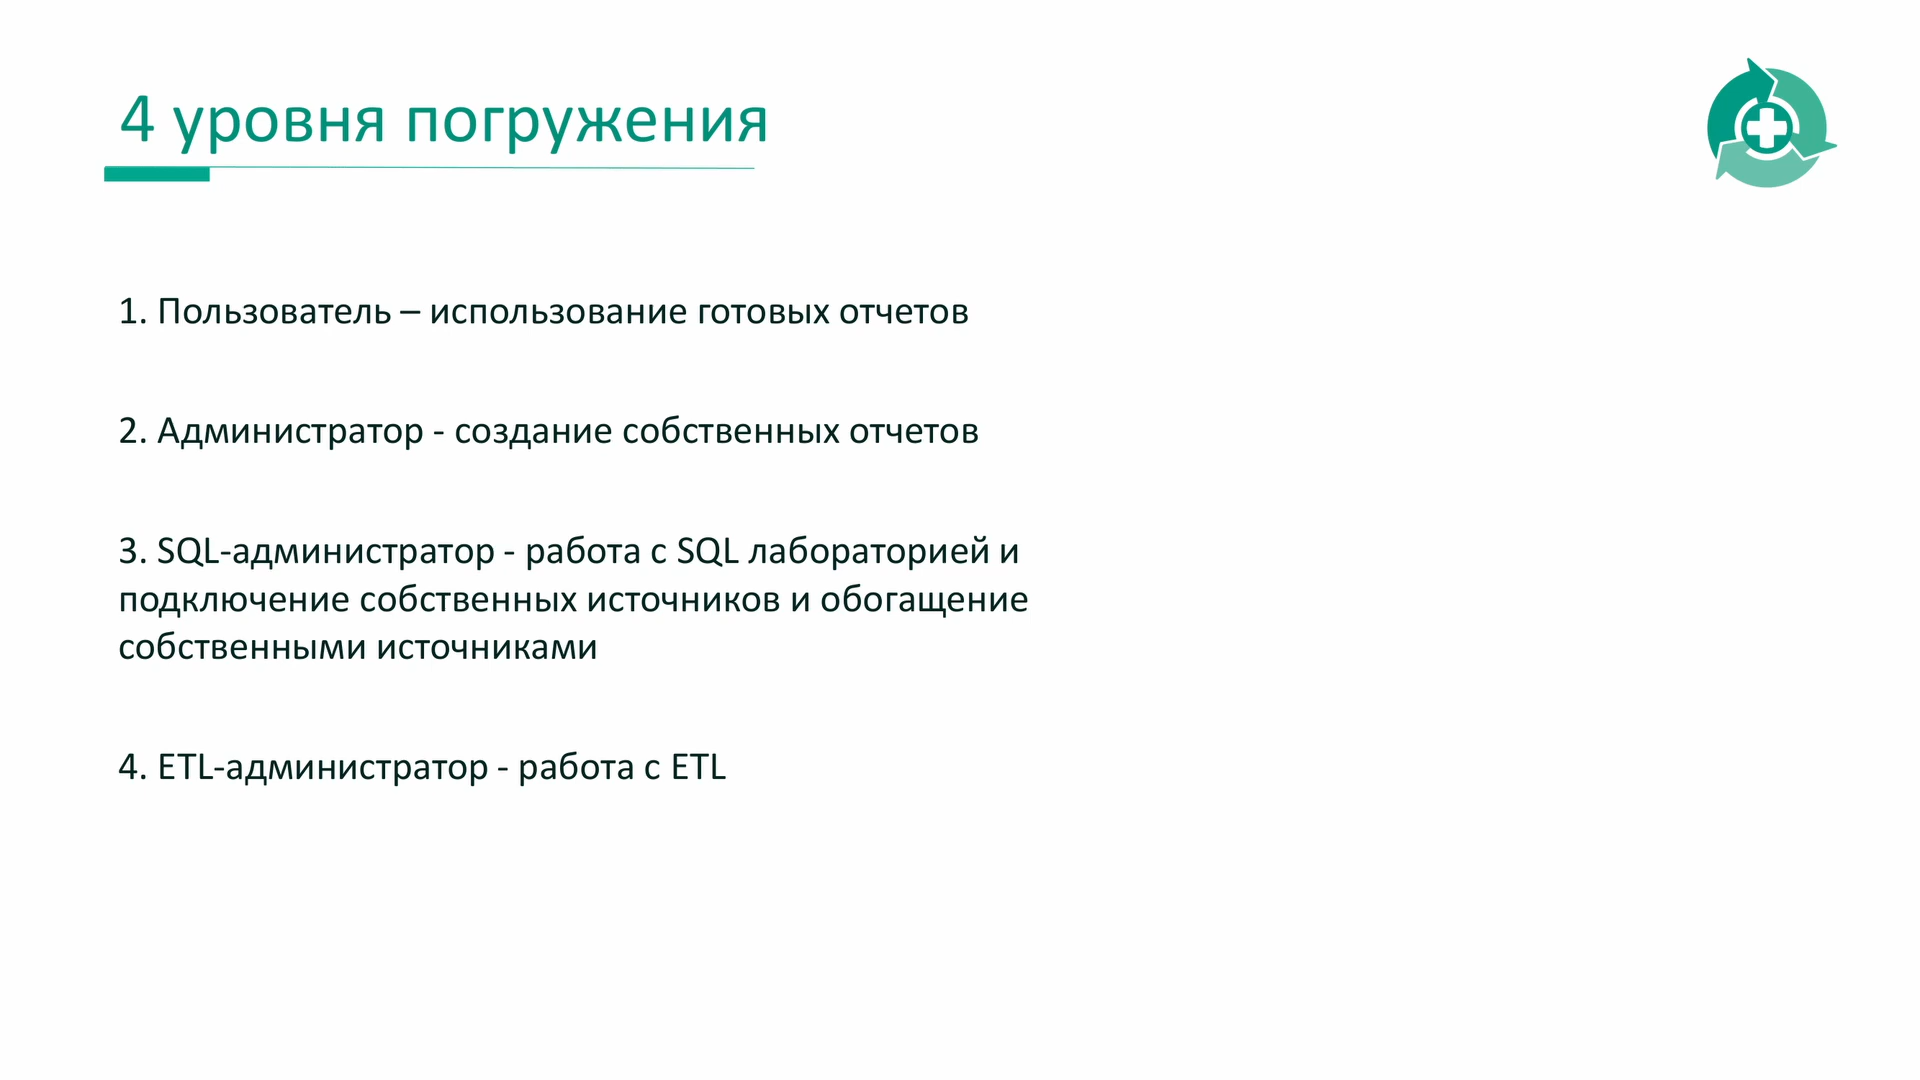 4 уровня погружения
1. Пользователь – использование готовых отчетов
2. Администратор - создание собственных отчетов
3. SQL-администратор - работа с SQL лабораторией и
подключение собственных источников и обогащение
собственными источниками
4. ETL-администратор - работа с ETL